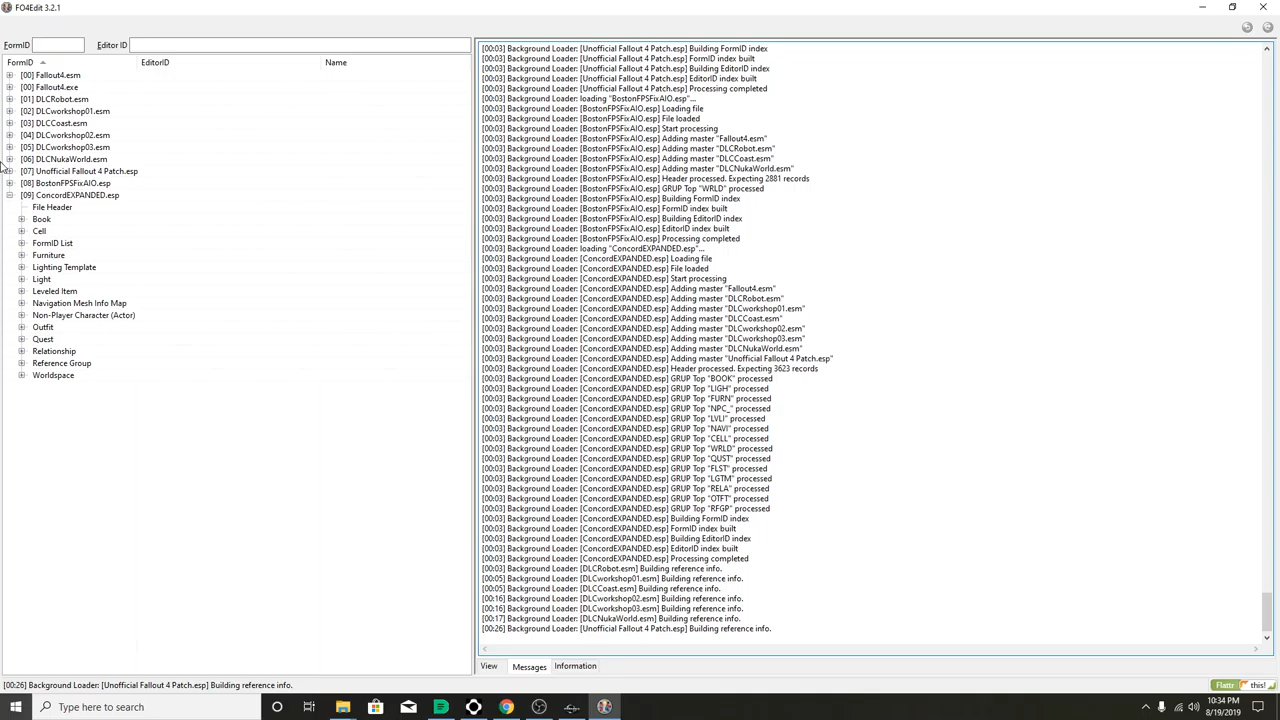 FO4Edit 3.2.1
FormID
Editor ID
FormID EditorID Name
[00] Fallout4.esm
[00] Fallout4.exe
[01] DLCRobot.esm
[02] DLCworkshop01.esm
[03] DLCCoast.esm
[04] DLCworkshop02.esm
[05] DLCworkshop03.esm
[06] DLCNukaWorld.esm
[07] Unofficial Fallout 4 Patch.esp
[08] BostonFPSFixAIO.esp
[09] ConcordEXPANDED.esp
File Header
Book
Cell
FormID List
Furniture
Lighting Template
Light
Leveled Item
Navigation Mesh Info Map
Non-Player Character (Actor)
Outfit
Quest
Relationship
Reference Group
Worldspace
[00:03] Background Loader: [Unofficial Fallout 4 Patch.esp] Building FormID index
[00:03] Background Loader: [Unofficial Fallout 4 Patch.esp] FormID index built
[00:03] Background Loader: [Unofficial Fallout 4 Patch.esp] Building EditorID index
[00:03] Background Loader: [Unofficial Fallout 4 Patch.esp] EditorID index built
[00:03] Background Loader: [Unofficial Fallout 4 Patch.esp] Processing completed
[00:03] Background Loader: loading "BostonFPSFixAIO.esp"...
[00:03] Background Loader: [BostonFPSFixAIO.esp] Loading file
[00:03] Background Loader: [BostonFPSFixAIO.esp] File loaded
[00:03] Background Loader: [BostonFPSFixAIO.esp] Start processing
[00:03] Background Loader: [BostonFPSFixAIO.esp] Adding master "Fallout4.esm"
[00:03] Background Loader: [BostonFPSFixAIO.esp] Adding master "DLCRobot.esm"
[00:03] Background Loader: [BostonFPSFixAIO.esp] Adding master "DLCCoast.esm"
[00:03] Background Loader: [BostonFPSFixAIO.esp] Adding master "DLCNukaWorld.esm"
[00:03] Background Loader: [BostonFPSFixAIO.esp] Header processed. Expecting 2881 records
[00:03] Background Loader: [BostonFPSFixAIO.esp] GRUP Top "WRLD" processed
[00:03] Background Loader: [BostonFPSFixAIO.esp] Building FormID index
[00:03] Background Loader: [BostonFPSFixAIO.esp] FormID index built
[00:03] Background Loader: [BostonFPSFixAIO.esp] Building EditorID index
[00:03] Background Loader: [BostonFPSFixAIO.esp] EditorID index built
[00:03] Background Loader: [BostonFPSFixAIO.esp] Processing completed
[00:03] Background Loader: loading "ConcordEXPANDED.esp"...
[00:03] Background Loader: [ConcordEXPANDED.esp] Loading file
[00:03] Background Loader: [ConcordEXPANDED.esp] File loaded
[00:03] Background Loader: [ConcordEXPANDED.esp] Start processing
[00:03] Background Loader: [ConcordEXPANDED.esp] Adding master "Fallout4.esm"
[00:03] Background Loader: [ConcordEXPANDED.esp] Adding master "DLCRobot.esm"
[00:03] Background Loader: [ConcordEXPANDED.esp] Adding master "DLCworkshop01.esm"
[00:03] Background Loader: [ConcordEXPANDED.esp] Adding master "DLCCoast.esm"
[00:03] Background Loader: [ConcordEXPANDED.esp] Adding master "DLCworkshop02.esm"
[00:03] Background Loader: [ConcordEXPANDED.esp] Adding master "DLCworkshop03.esm"
[00:03] Background Loader: [ConcordEXPANDED.esp] Adding master "DLCNukaWorld.esm"
[00:03] Background Loader: [ConcordEXPANDED.esp] Adding master "Unofficial Fallout 4 Patch.esp"
[00:03] Background Loader: [ConcordEXPANDED.esp] Header processed. Expecting 3623 records
[00:03] Background Loader: [ConcordEXPANDED.esp] GRUP Top "BOOK" processed
[00:03] Background Loader: [ConcordEXPANDED.esp] GRUP Top "LIGH" processed
[00:03] Background Loader: [ConcordEXPANDED.esp] GRUP Top "FURN" processed
[00:03] Background Loader: [ConcordEXPANDED.esp] GRUP Top "NPC_" processed
[00:03] Background Loader: [ConcordEXPANDED.esp] GRUP Top "LVLI" processed
[00:03] Background Loader: [ConcordEXPANDED.esp] GRUP Top "NAVI" processed
[00:03] Background Loader: [ConcordEXPANDED.esp] GRUP Top "CELL" processed
[00:03] Background Loader: [ConcordEXPANDED.esp] GRUP Top "WRLD" processed
[00:03] Background Loader: [ConcordEXPANDED.esp] GRUP Top "QUST" processed
[00:03] Background Loader: [ConcordEXPANDED.esp] GRUP Top "FLST" processed
[00:03] Background Loader: [ConcordEXPANDED.esp] GRUP Top "LGTM" processed
[00:03] Background Loader: [ConcordEXPANDED.esp] GRUP Top "RELA" processed
[00:03] Background Loader: [ConcordEXPANDED.esp] GRUP Top "OTFT" processed
[00:03] Background Loader: [ConcordEXPANDED.esp] GRUP Top "RFGP" processed
[00:03] Background Loader: [ConcordEXPANDED.esp] Building FormID index
[00:03] Background Loader: [ConcordEXPANDED.esp] FormID index built
[00:03] Background Loader: [ConcordEXPANDED.esp] Building EditorID index
[00:03] Background Loader: [ConcordEXPANDED.esp] EditorID index built
[00:03] Background Loader: [ConcordEXPANDED.esp] Processing completed
[00:03] Background Loader: [DLCRobot.esm] Building reference info.
[00:05] Background Loader: [DLCworkshop01.esm] Building reference info.
[00:05] Background Loader: [DLCCoast.esm] Building reference info.
[00:16] Background Loader: [DLCworkshop02.esm] Building reference info.
[00:16] Background Loader: [DLCworkshop03.esm] Building reference info.
[00:17] Background Loader: [DLCNukaWorld.esm] Building reference info.
[00:26] Background Loader: [Unofficial Fallout 4 Patch.esp] Building reference info.
View Messages Information
[00:26] Background Loader: [Unofficial Fallout 4 Patch.esp] Building reference info.
Flattr this!
Type here to search
10:34 PM
8/19/2019